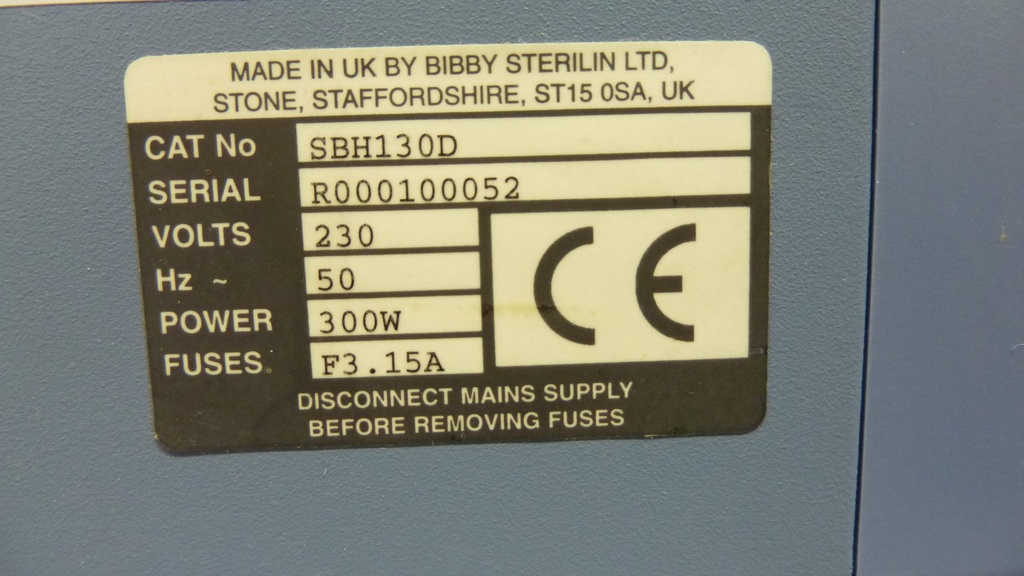 MADE IN UK BY BIBBY STERILIN LTD,
STONE, STAFFORDSHIRE, ST15 0SA, UK
CAT No SBH130D
SERIAL R000100052
VOLTS 230
Hz ~ 50
POWER 300W
FUSES F3.15A
CE
DISCONNECT MAINS SUPPLY
BEFORE REMOVING FUSES